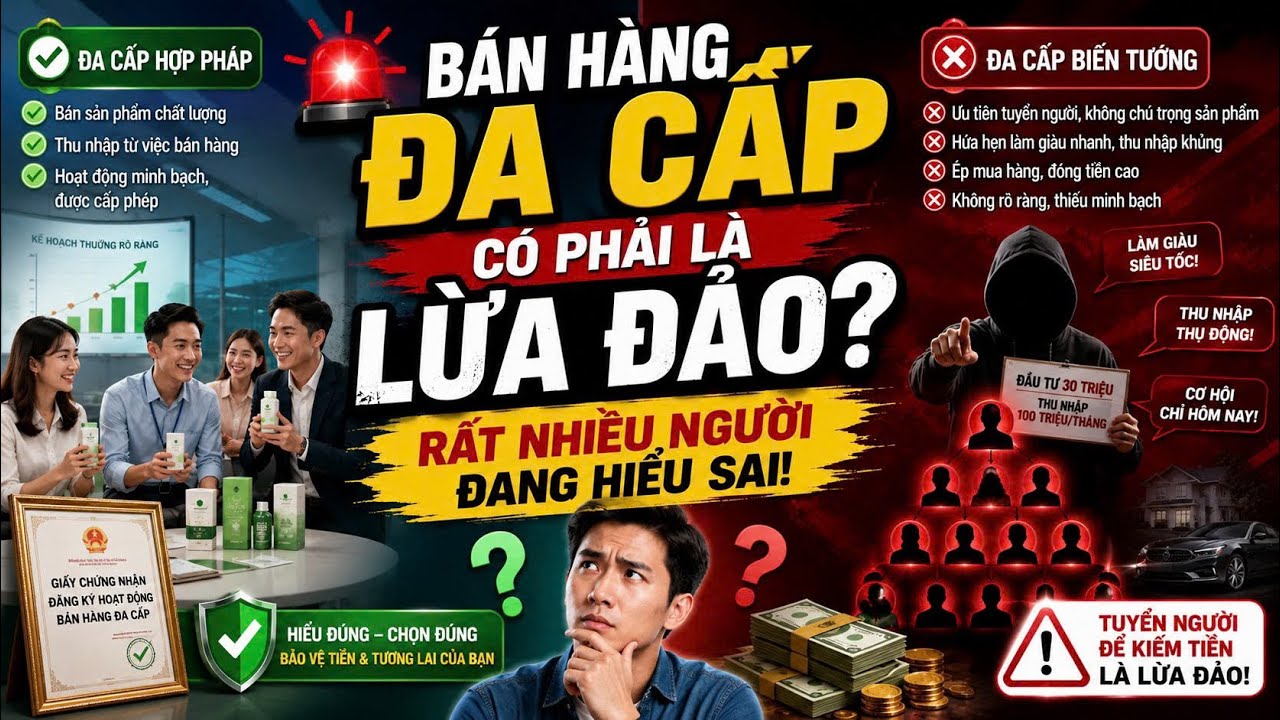 ĐA CẤP HỢP PHÁP
Bán sản phẩm chất lượng
Thu nhập từ việc bán hàng
Hoạt động minh bạch,
được cấp phép
KẾ HOẠCH THƯỞNG RÕ RÀNG
BÁN HÀNG
ĐA CẤP
CÓ PHẢI LÀ
LỪA ĐẢO?
RẤT NHIỀU NGƯỜI
ĐANG HIỂU SAI!
ĐA CẤP BIẾN TƯỚNG
Ưu tiên tuyển người, không chú trọng sản phẩm
Hứa hẹn làm giàu nhanh, thu nhập khủng
Ép mua hàng, đóng tiền cao
Không rõ ràng, thiếu minh bạch
LÀM GIÀU
SIÊU TỐC!
THU NHẬP
THỤ ĐỘNG!
CƠ HỘI
CHỈ HÔM NAY!
ĐẦU TƯ 30 TRIỆU
THU NHẬP
100 TRIỆU/THÁNG
GIẤY CHỨNG NHẬN
ĐĂNG KÝ HOẠT ĐỘNG
BÁN HÀNG ĐA CẤP
HIỂU ĐÚNG – CHỌN ĐÚNG
BẢO VỆ TIỀN & TƯƠNG LAI CỦA BẠN
? ?
TUYỂN NGƯỜI
ĐỂ KIẾM TIỀN
LÀ LỪA ĐẢO!